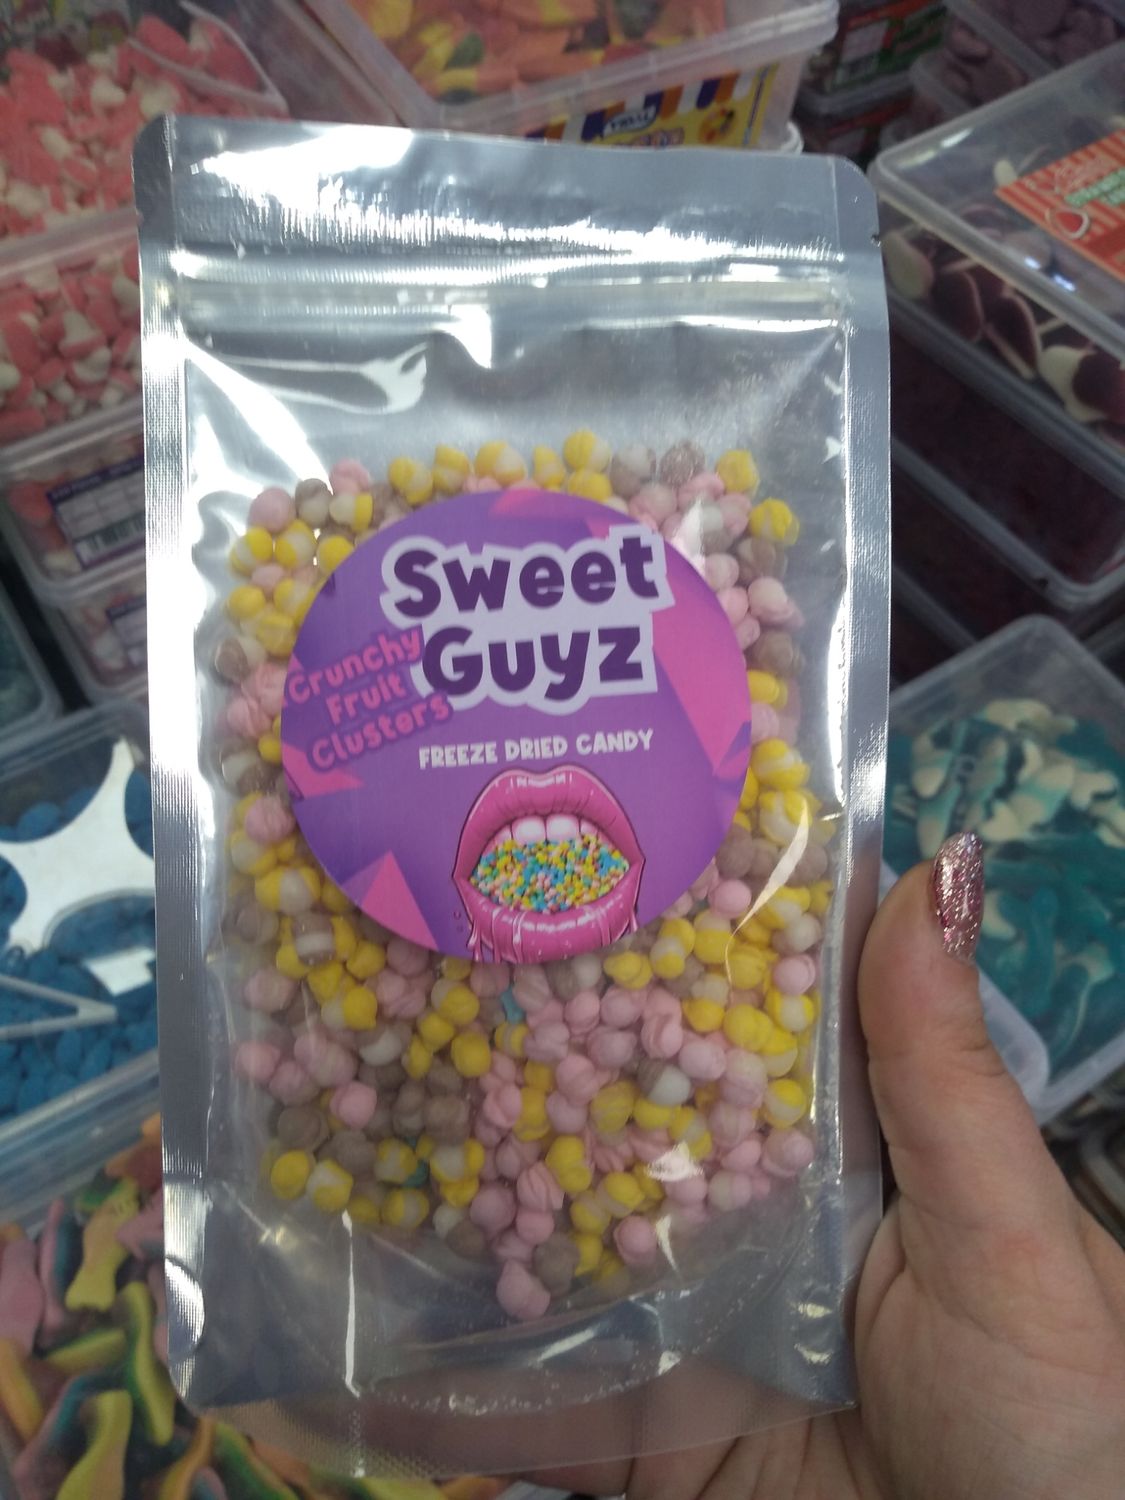 Sweet
Guyz
Crunchy
Fruit
Clusters
FREEZE DRIED CANDY